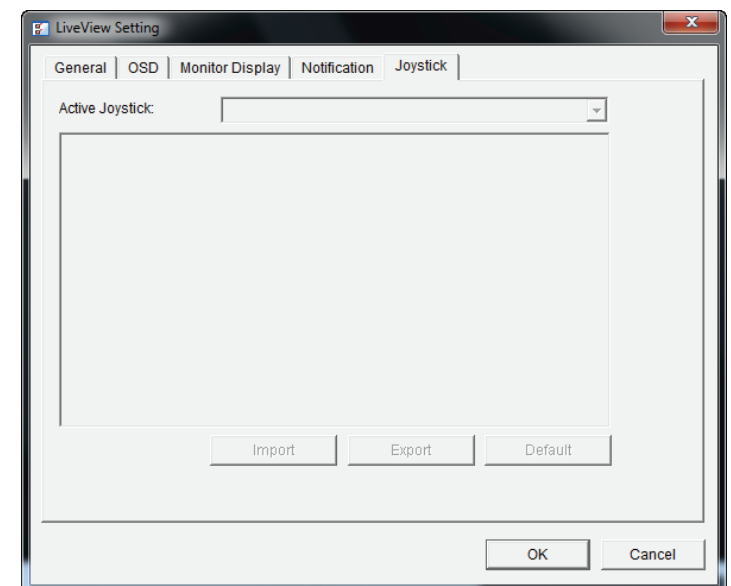 LiveView Setting
General OSD Monitor Display Notification Joystick
Active Joystick:
Import Export Default
OK Cancel